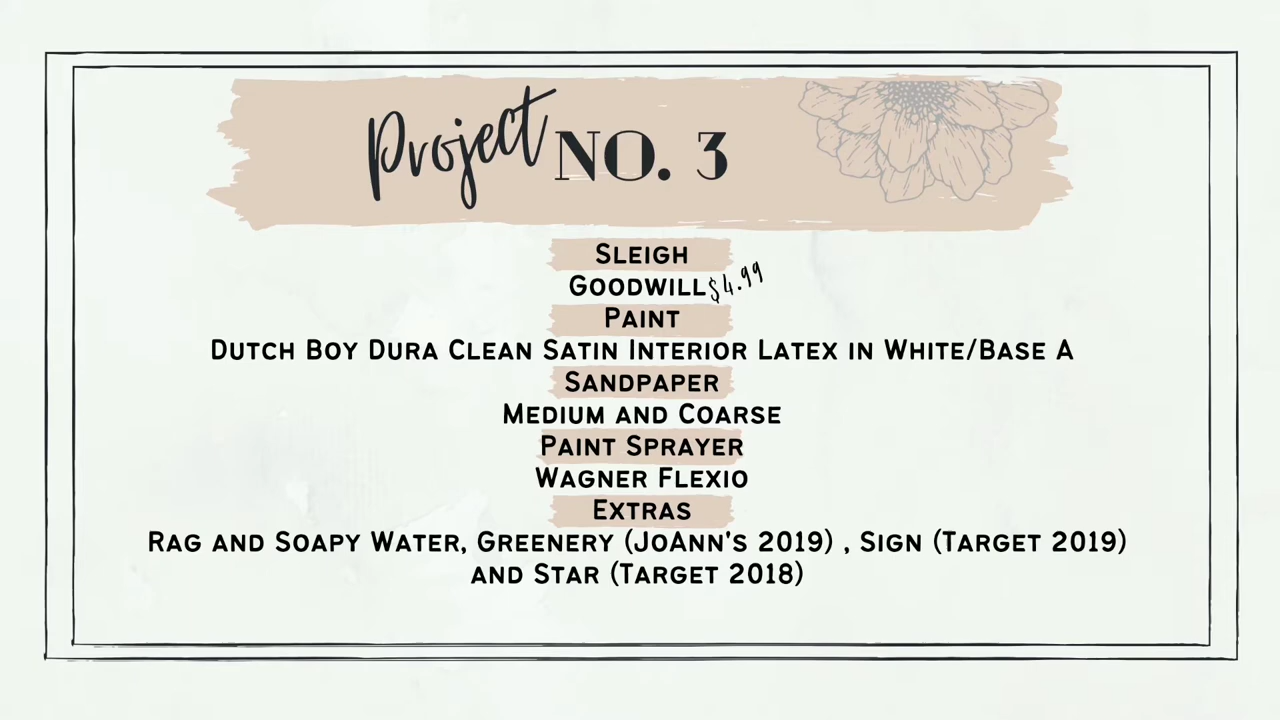 Project NO. 3
Sleigh
Goodwill $4.99
Paint
Dutch Boy Dura Clean Satin Interior Latex in White/Base A
Sandpaper
Medium and Coarse
Paint Sprayer
Wagner Flexio
Extras
Rag and Soapy Water, Greenery (JoAnn's 2019) , Sign (Target 2019)
and Star (Target 2018)